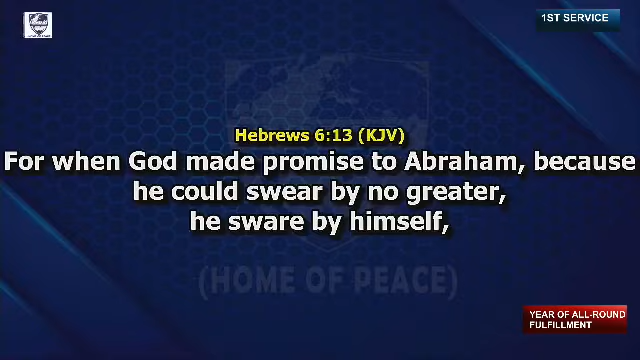 1ST SERVICE
Hebrews 6:13 (KJV)
For when God made promise to Abraham, because
he could swear by no greater,
he sware by himself,
(HOME OF PEACE)
YEAR OF ALL-ROUND
FULFILLMENT